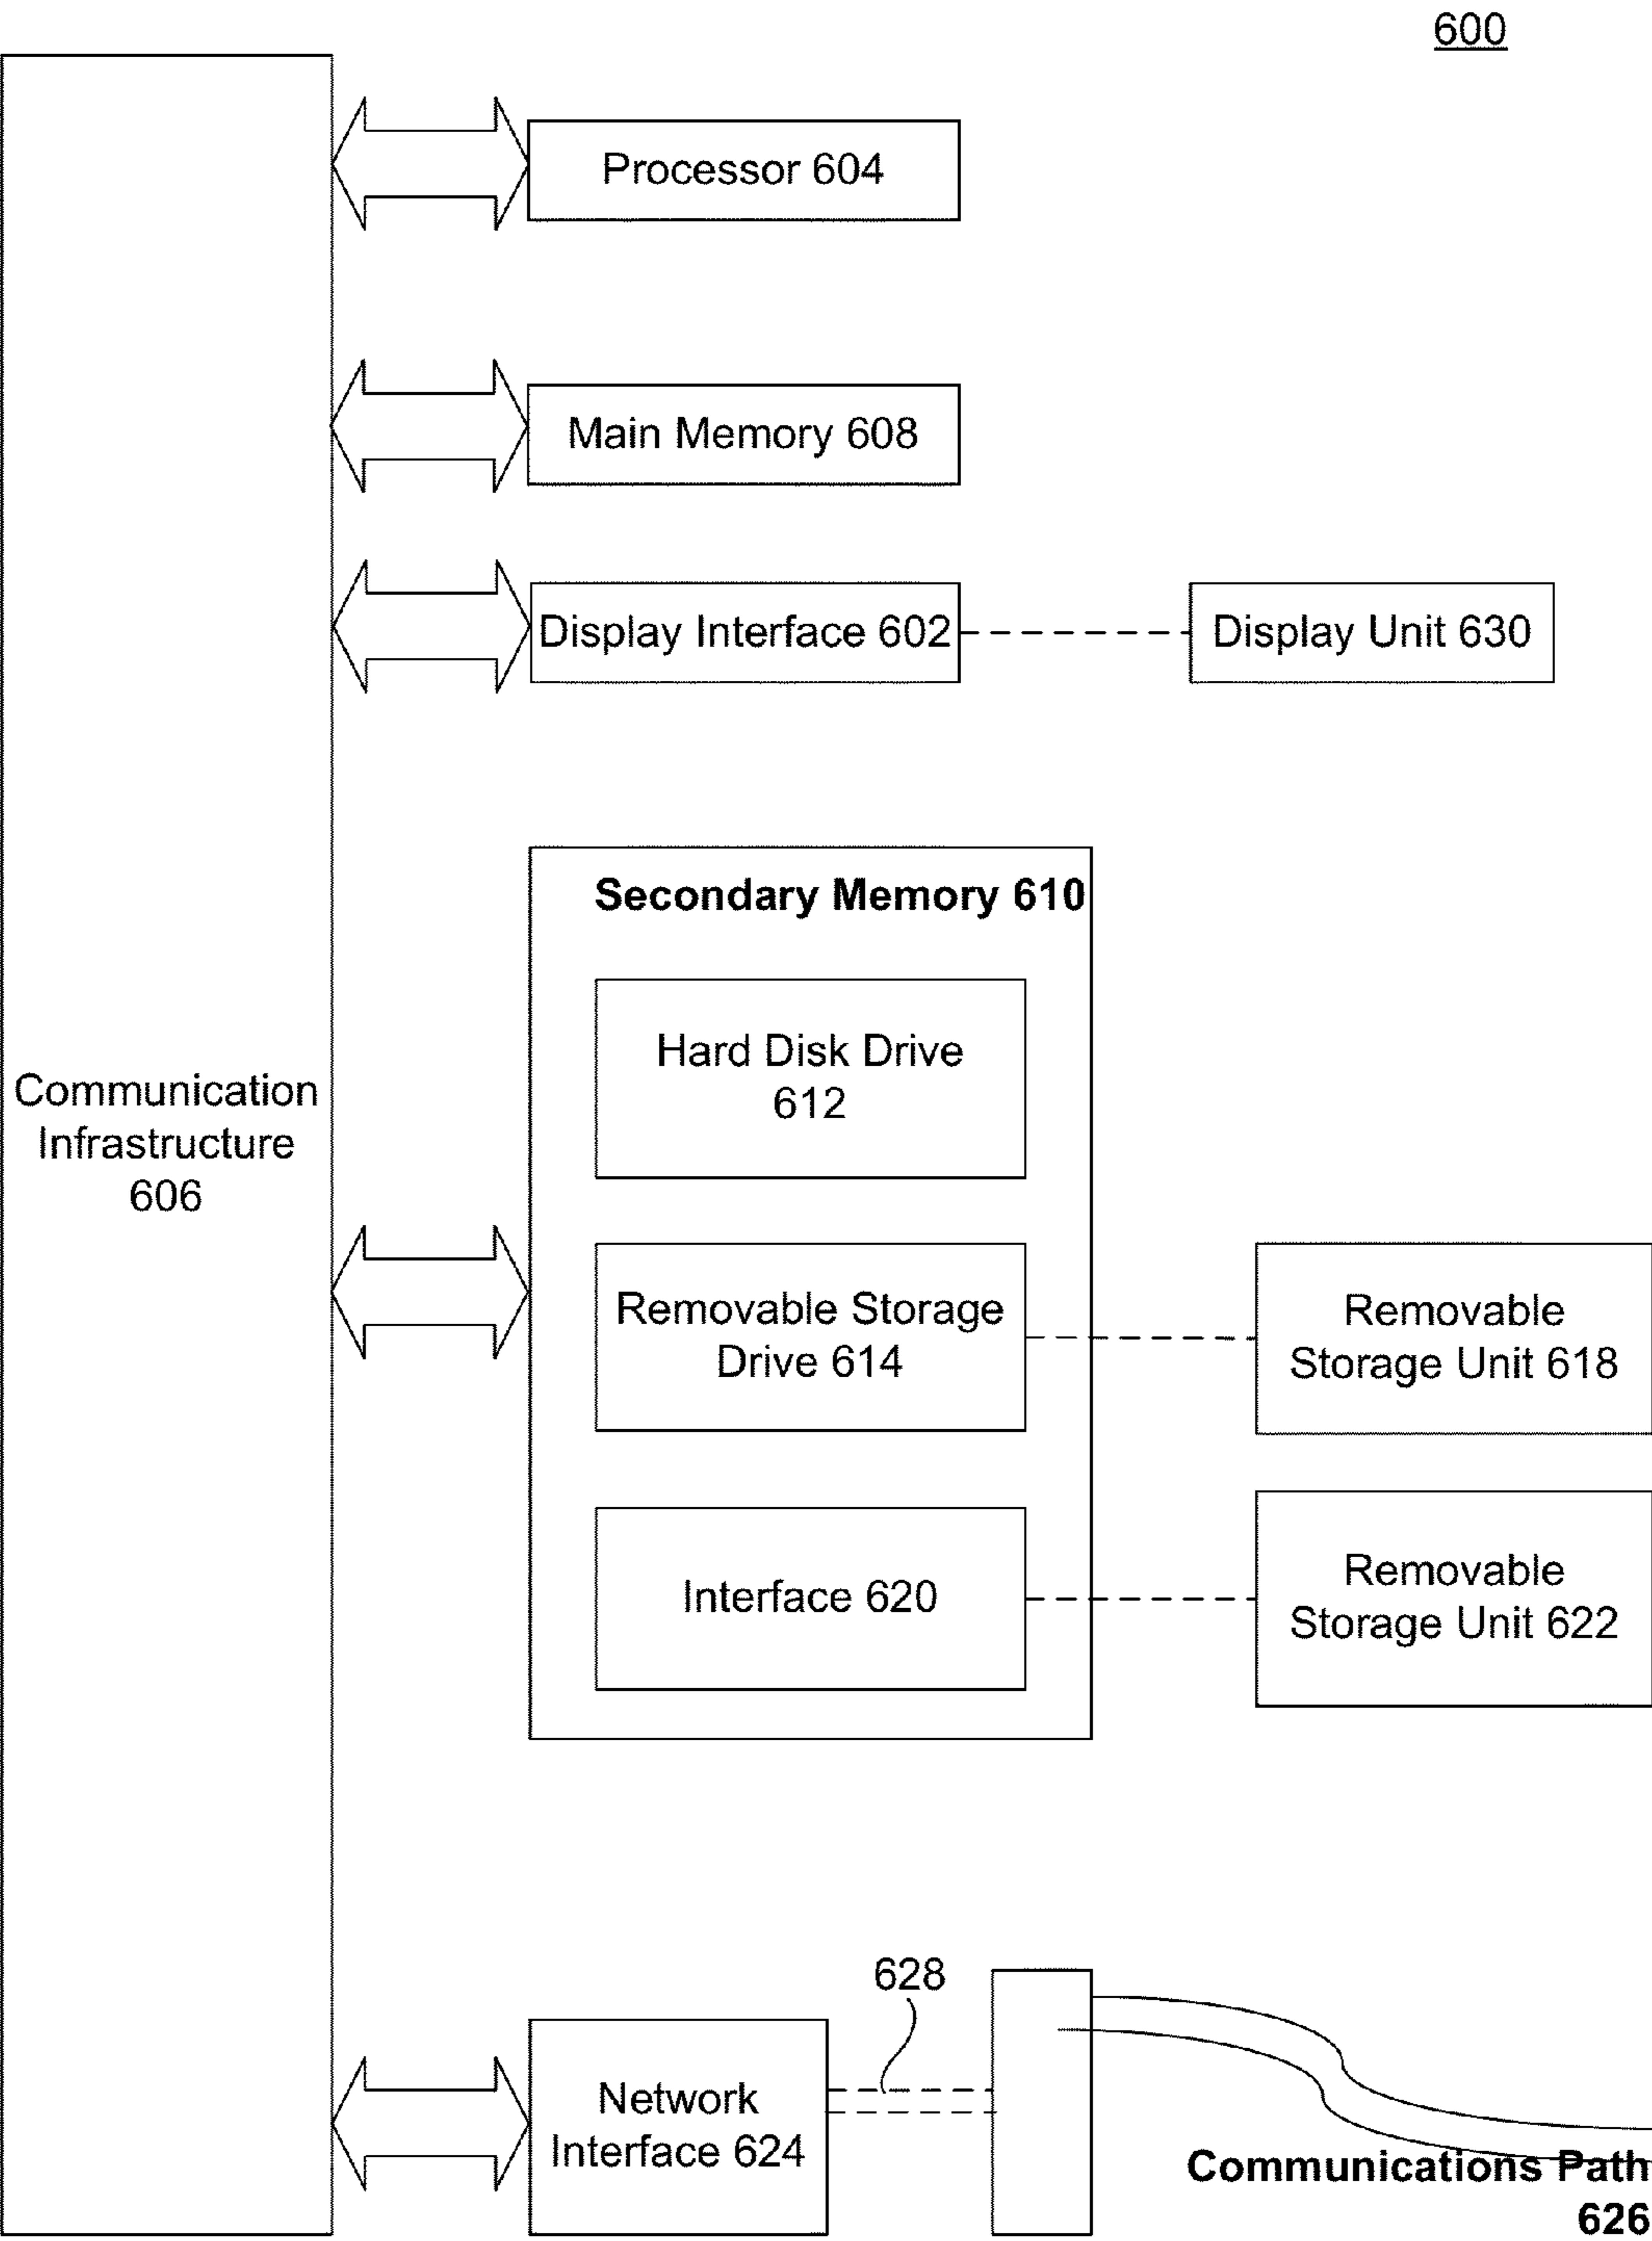 600
Processor 604
Main Memory 608
Display Interface 602
Display Unit 630
Secondary Memory 610
Hard Disk Drive
612
Communication
Infrastructure
606
Removable Storage
Drive 614
Removable
Storage Unit 618
Interface 620
Removable
Storage Unit 622
628
Network
Interface 624
Communications Path
626